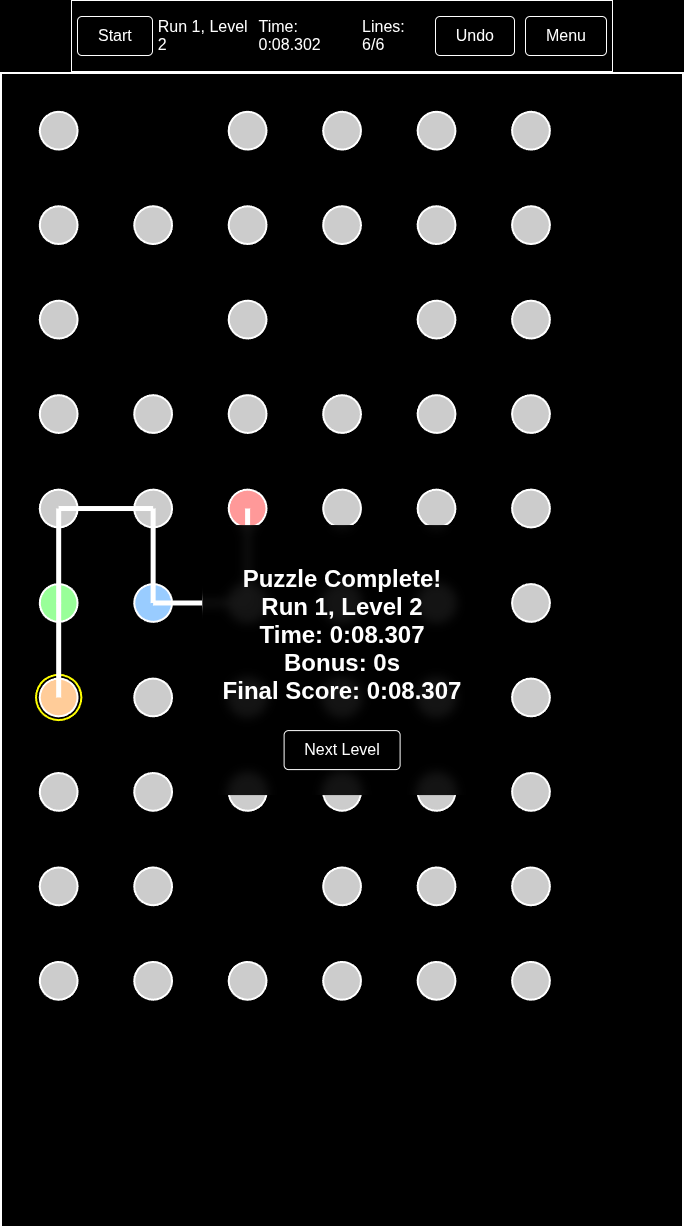 Start
Run 1, Level
2
Time:
0:08.302
Lines:
6/6
Undo
Menu
Puzzle Complete!
Run 1, Level 2
Time: 0:08.307
Bonus: 0s
Final Score: 0:08.307
Next Level